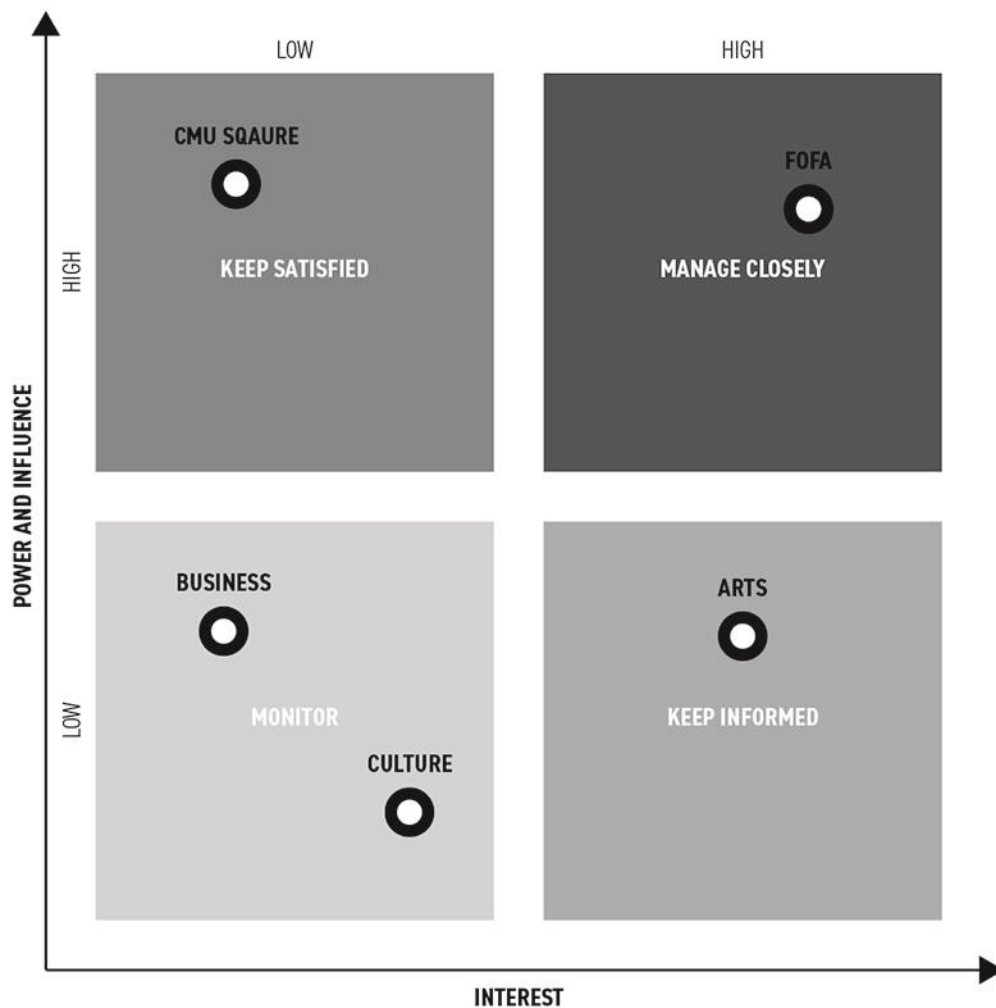 LOW
HIGH
CMU SQAURE
FOFA
HIGH
KEEP SATISFIED
MANAGE CLOSELY
POWER AND INFLUENCE
BUSINESS
ARTS
LOW
MONITOR
KEEP INFORMED
CULTURE
INTEREST